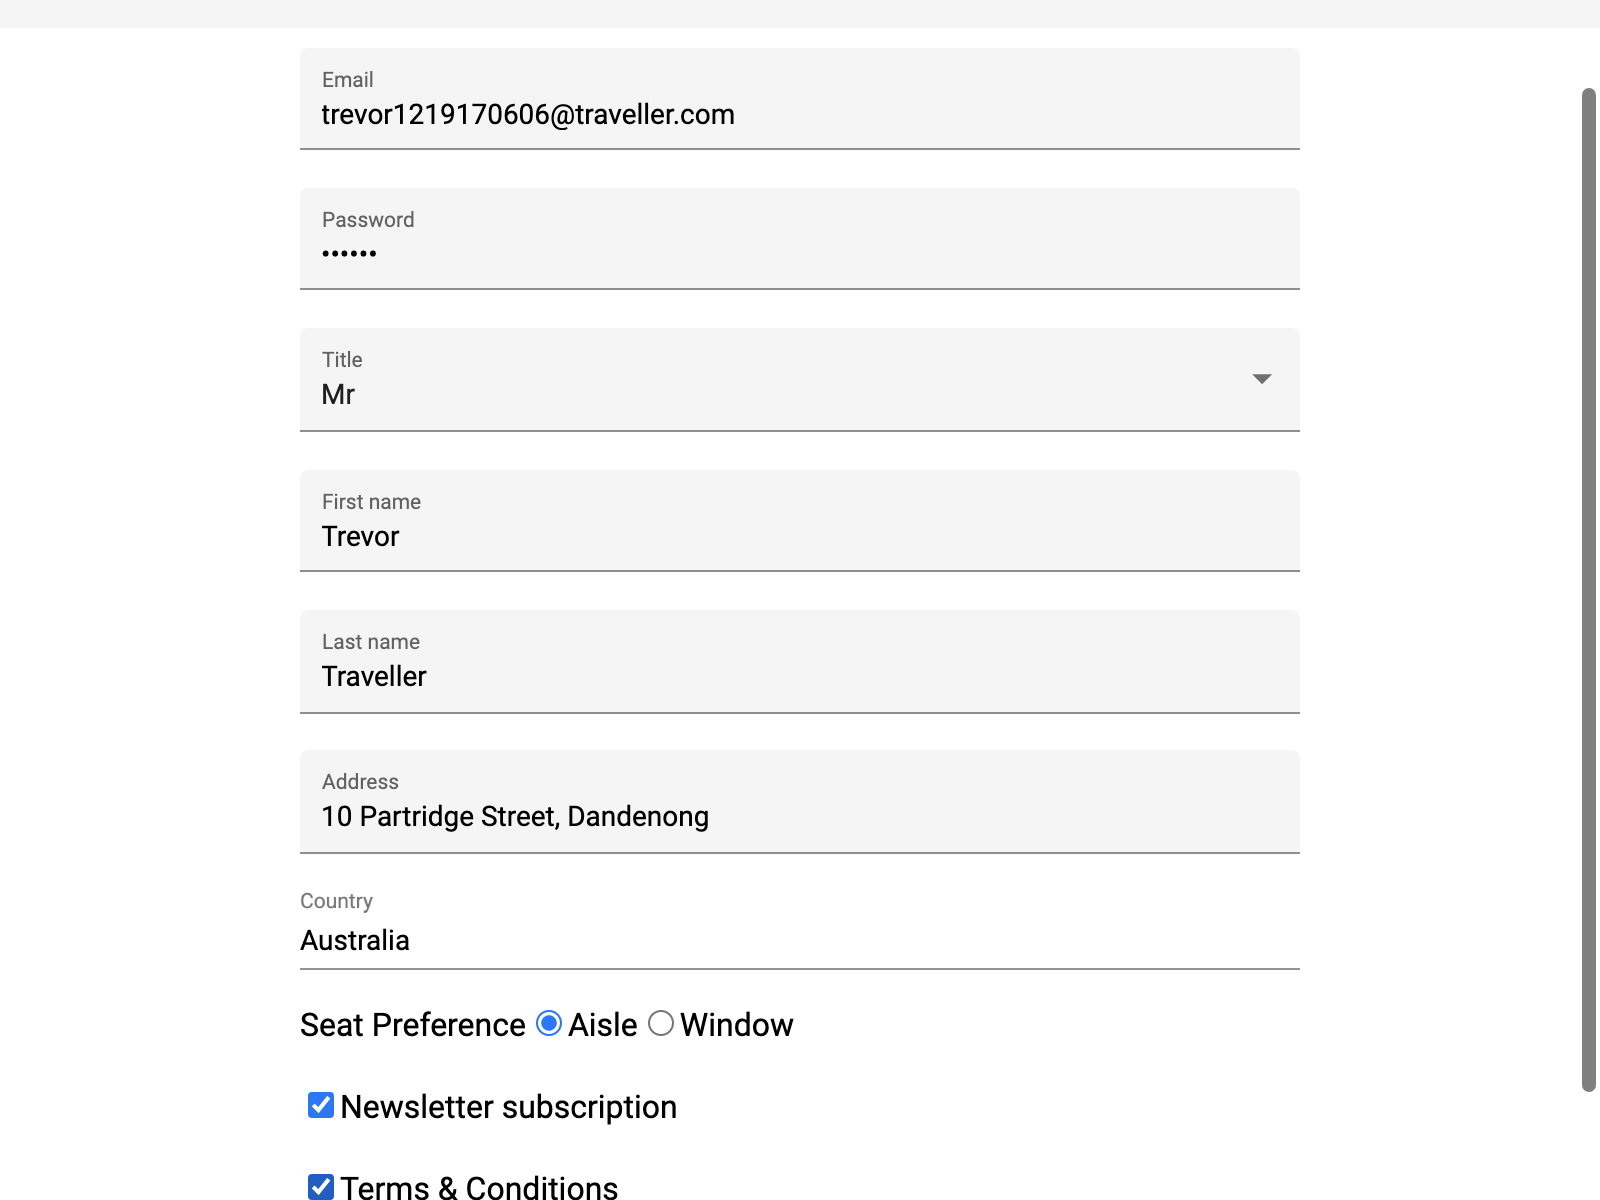 Email
trevor1219170606@traveller.com
Password
••••••
Title
Mr
First name
Trevor
Last name
Traveller
Address
10 Partridge Street, Dandenong
Country
Australia
Seat Preference Aisle Window
Newsletter subscription
Terms & Conditions